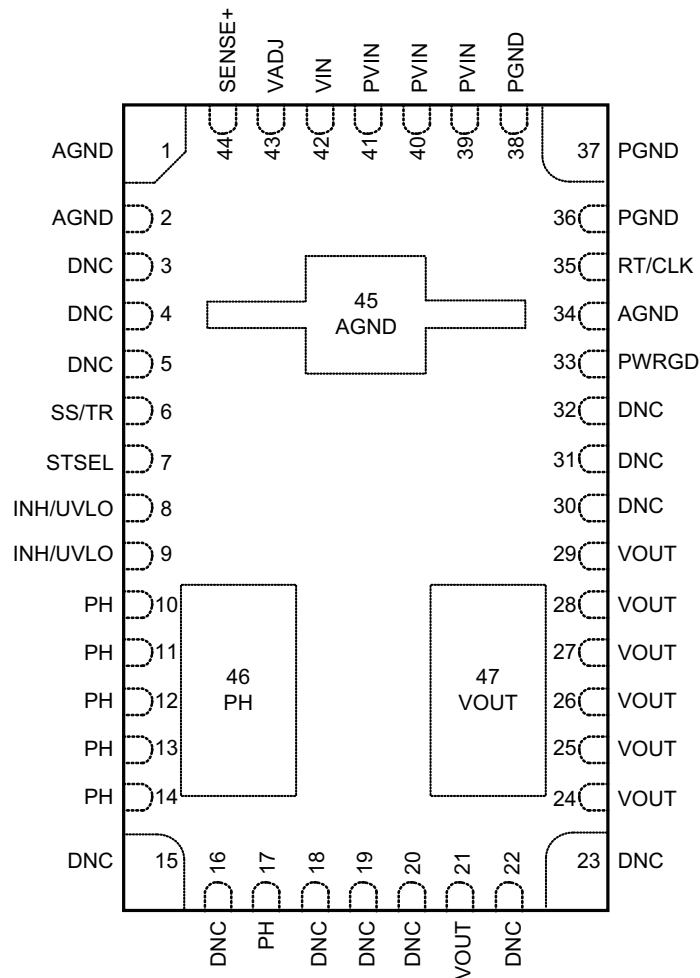 SENSE+ VADJ VIN PVIN PVIN PVIN PGND
44 43 42 41 40 39 38
AGND 1 37 PGND
AGND 2 36 PGND
DNC 3 35 RT/CLK
DNC 4 45 34 AGND
AGND
DNC 5 33 PWRGD
SS/TR 6 32 DNC
STSEL 7 31 DNC
INH/UVLO 8 30 DNC
INH/UVLO 9 29 VOUT
PH 10 28 VOUT
PH 11 27 VOUT
46 47
PH VOUT
PH 12 26 VOUT
PH 13 25 VOUT
PH 14 24 VOUT
DNC 15 23 DNC
16 17 18 19 20 21 22
DNC PH DNC DNC DNC VOUT DNC